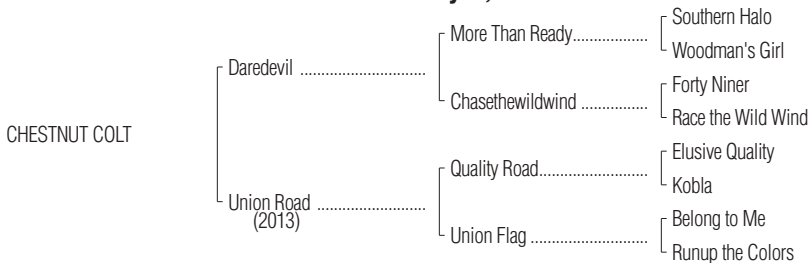 Southern Halo
More Than Ready.................
Woodman's Girl
Daredevil ..............................
Forty Niner
Chasethewildwind ................
Race the Wild Wind
CHESTNUT COLT
Elusive Quality
Quality Road..........................
Kobla
Union Road ..........................
(2013)
Belong to Me
Union Flag ............................
Runup the Colors